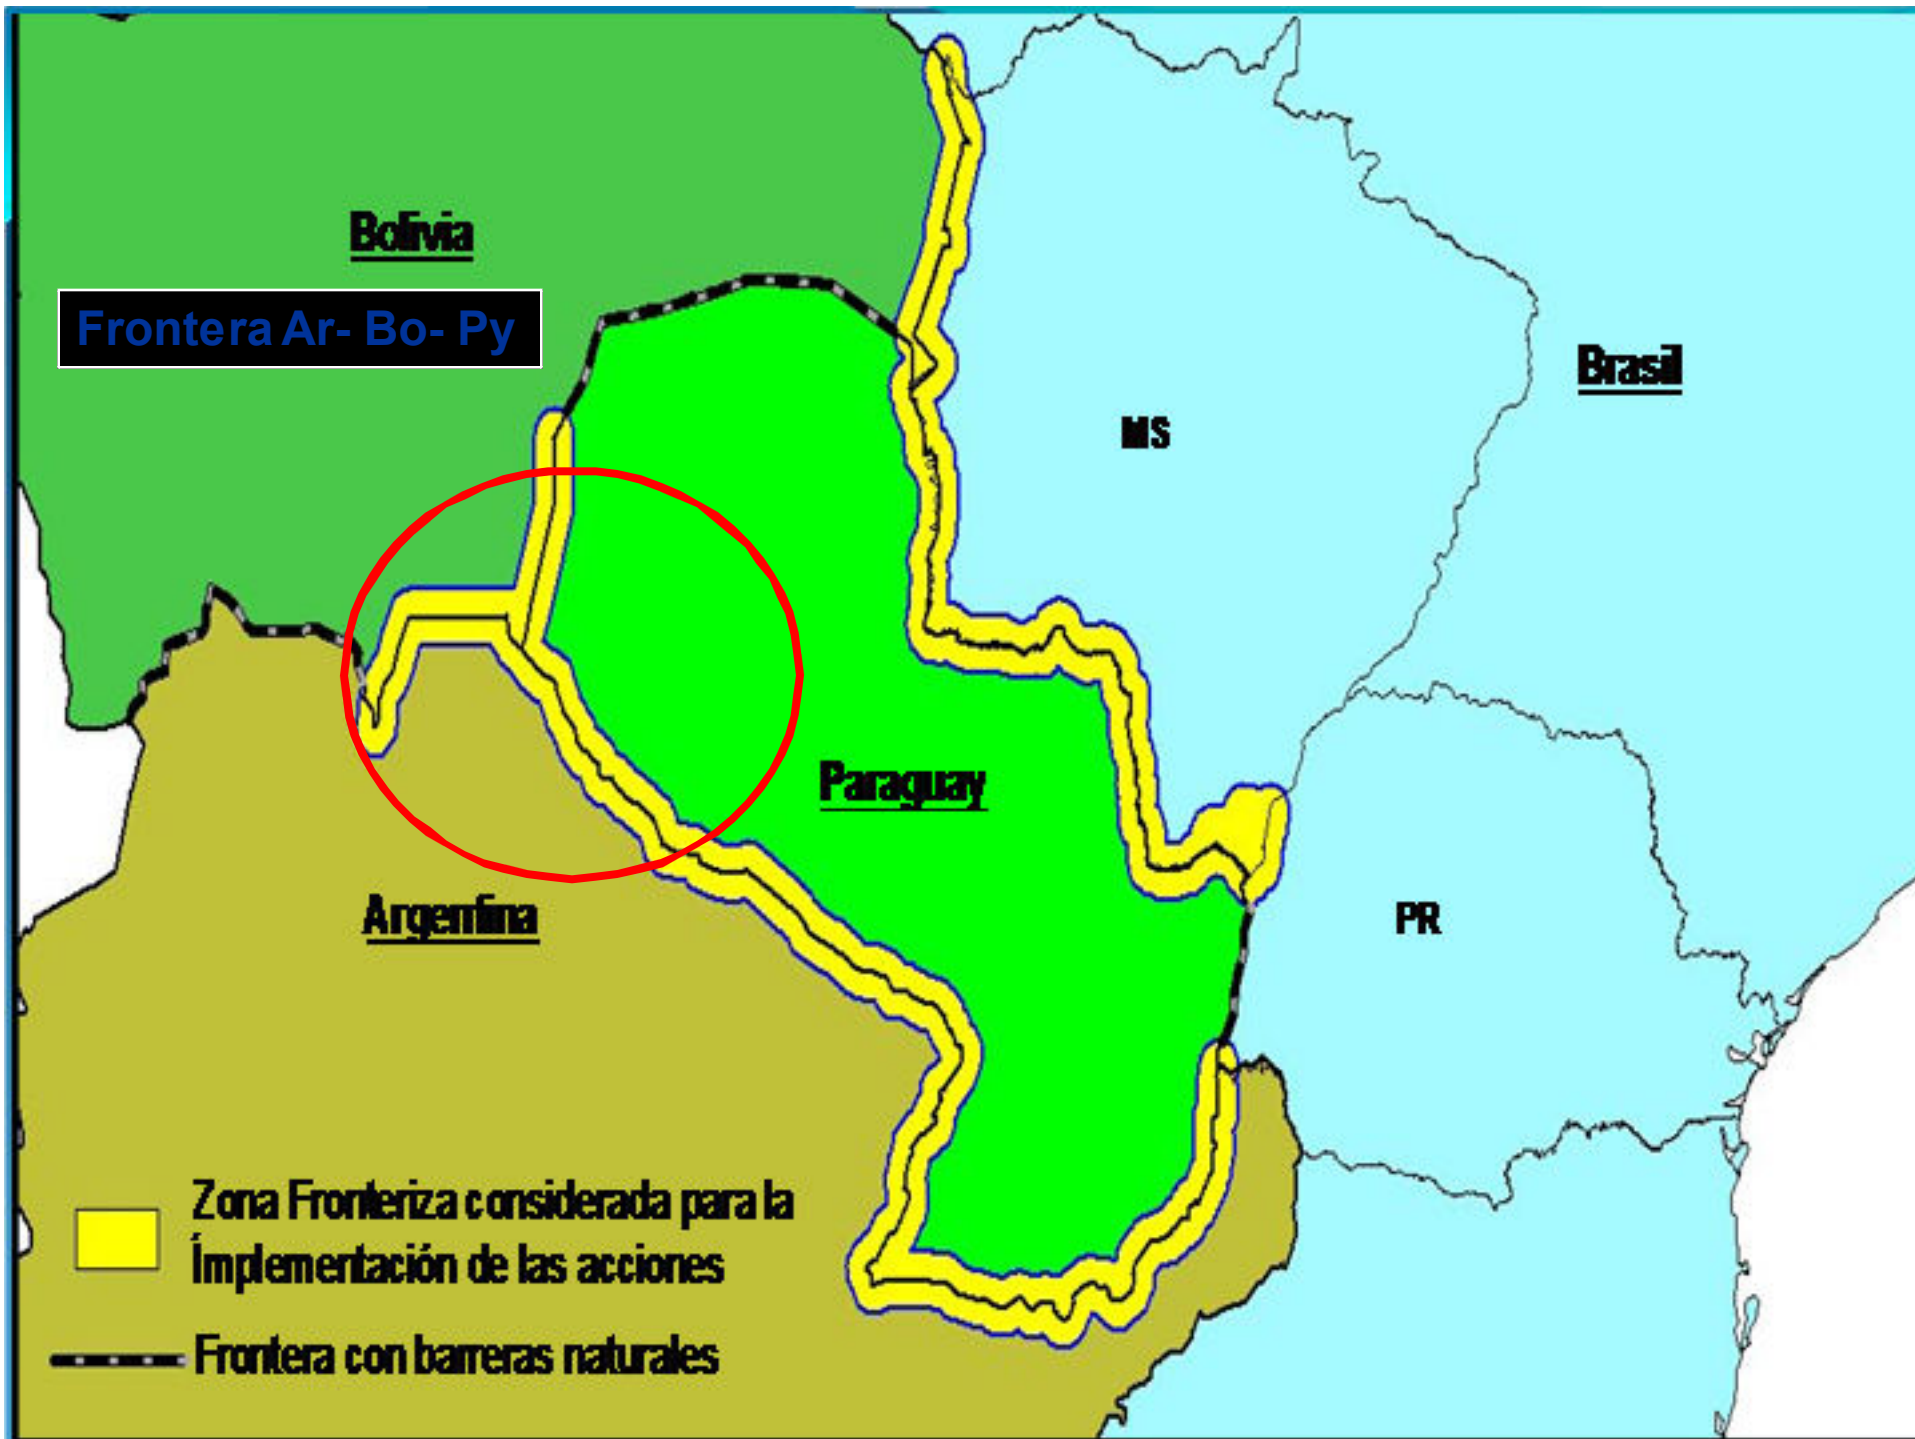 Bolivia
Frontera Ar- Bo- Py
Brasil
MS
Paraguay
Argentina
PR
Zona Fronteriza considerada para la
Ímplementación de las acciones
Frontera con barreras naturales